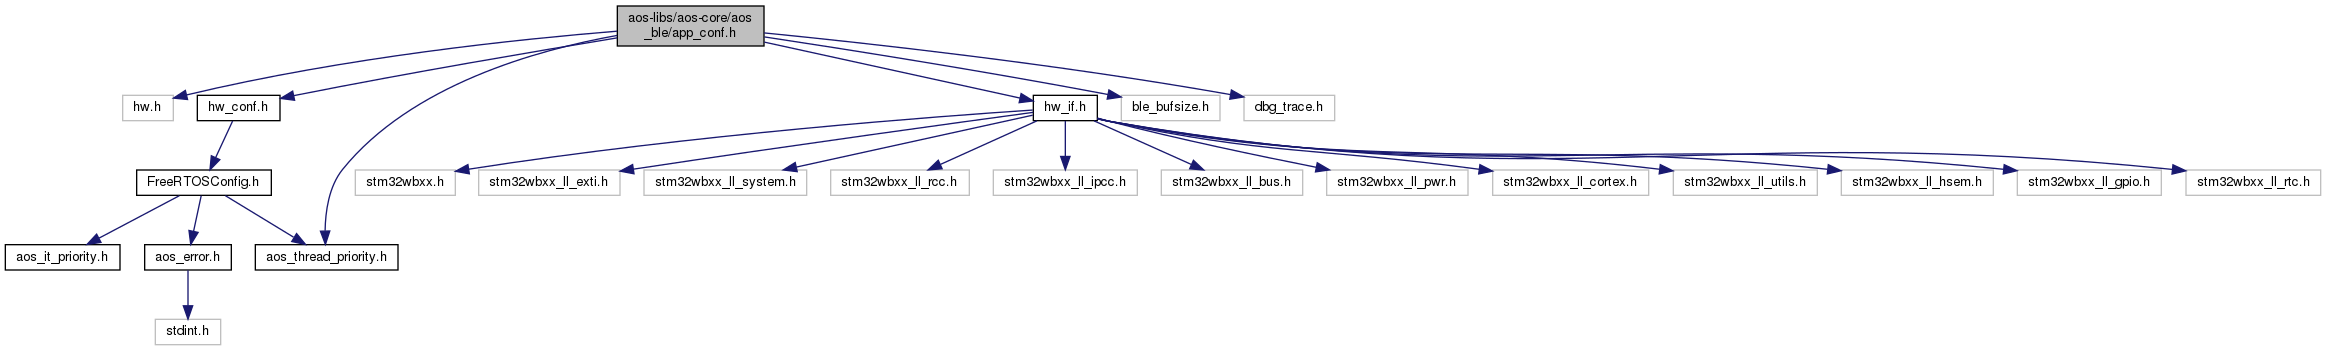 aos-libs/aos-core/aos
_ble/app_conf.h
hw.h
hw_conf.h
hw_if.h
ble_bufsize.h
dbg_trace.h
FreeRTOSConfig.h
stm32wbxx.h
stm32wbxx_ll_exti.h
stm32wbxx_ll_system.h
stm32wbxx_ll_rcc.h
stm32wbxx_ll_ipcc.h
stm32wbxx_ll_bus.h
stm32wbxx_ll_pwr.h
stm32wbxx_ll_cortex.h
stm32wbxx_ll_utils.h
stm32wbxx_ll_hsem.h
stm32wbxx_ll_gpio.h
stm32wbxx_ll_rtc.h
aos_it_priority.h
aos_error.h
aos_thread_priority.h
stdint.h